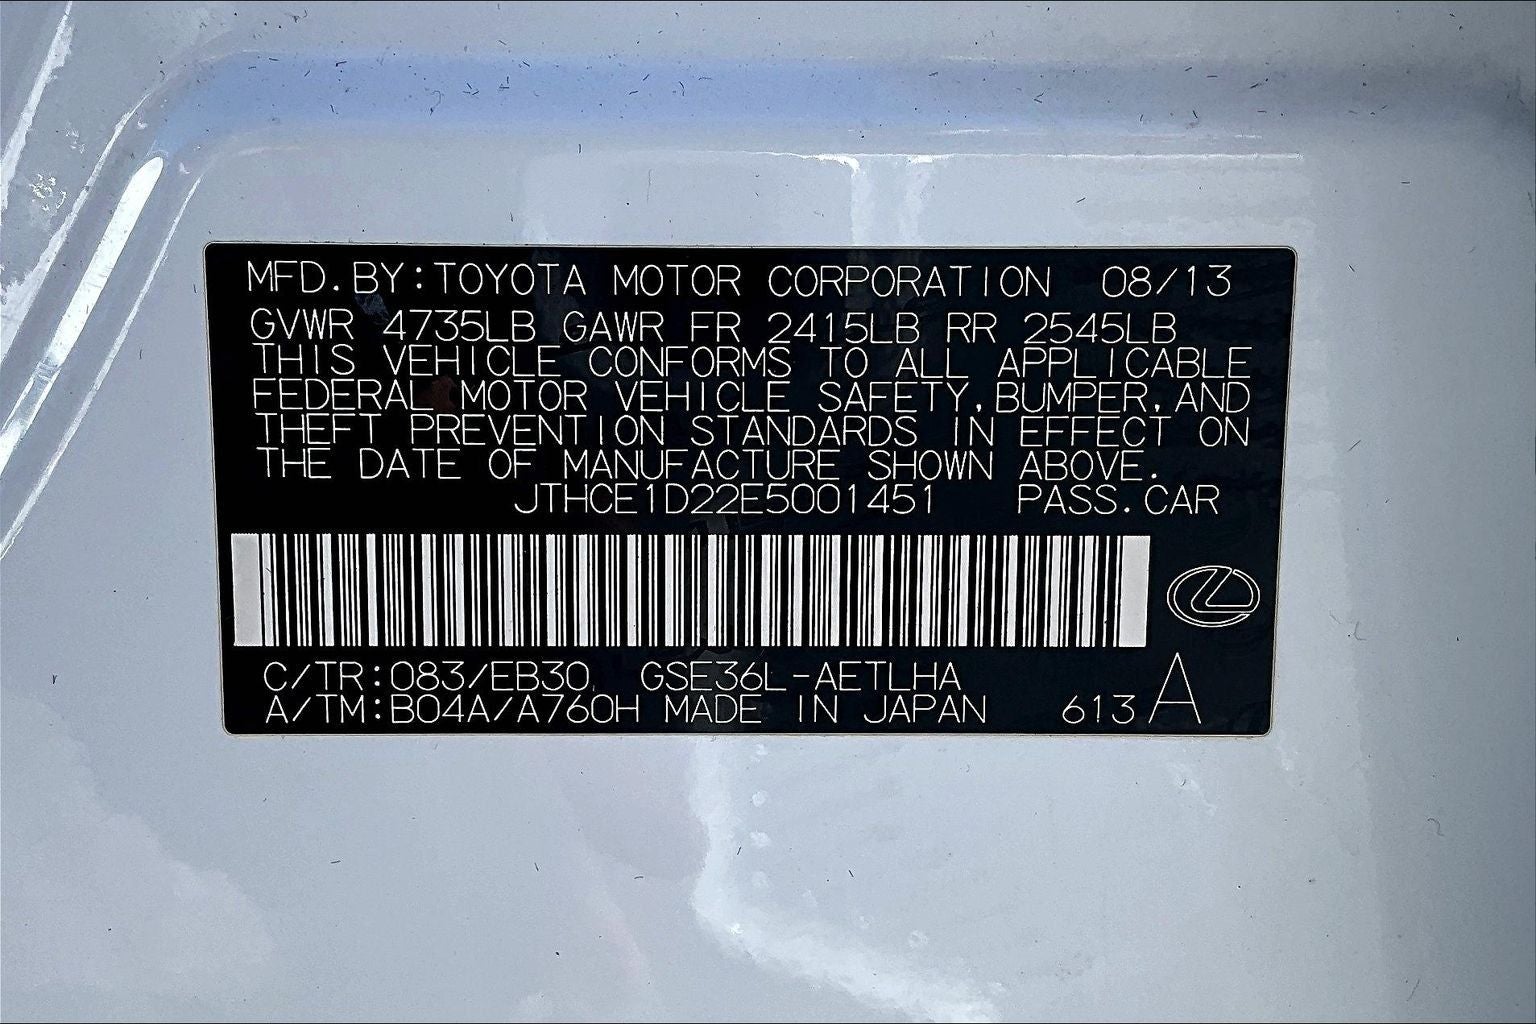 MFD. BY: TOYOTA MOTOR CORPORATION 08/13
GVWR 4735LB GAWR FR 2415LB RR 2545LB
THIS VEHICLE CONFORMS TO ALL APPLICABLE
FEDERAL MOTOR VEHICLE SAFETY, BUMPER, AND
THEFT PREVENTION STANDARDS IN EFFECT ON
THE DATE OF MANUFACTURE SHOWN ABOVE.
JTHCE1D22E5001451 PASS. CAR
C/TR: 083/EB30 GSE36L-AETLHA
A/TM: B04A/A760H MADE IN JAPAN 613 A